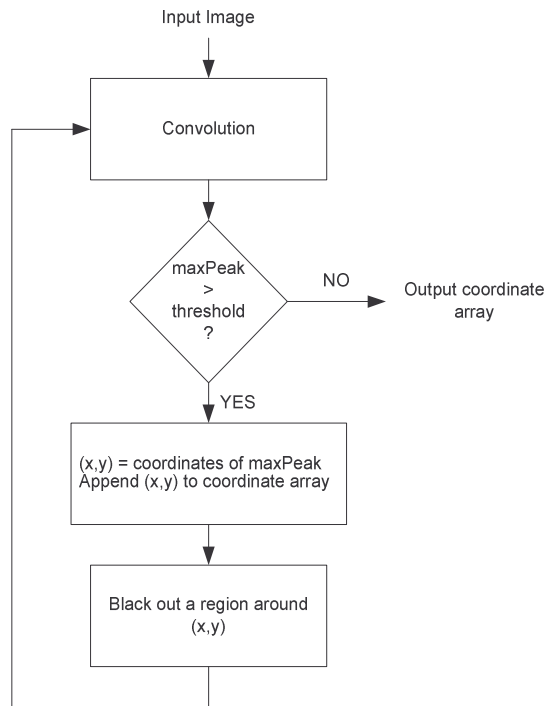 Input Image
Convolution
maxPeak
>
threshold
?
NO
Output coordinate
array
YES
(x,y) = coordinates of maxPeak
Append (x,y) to coordinate array
Black out a region around
(x,y)